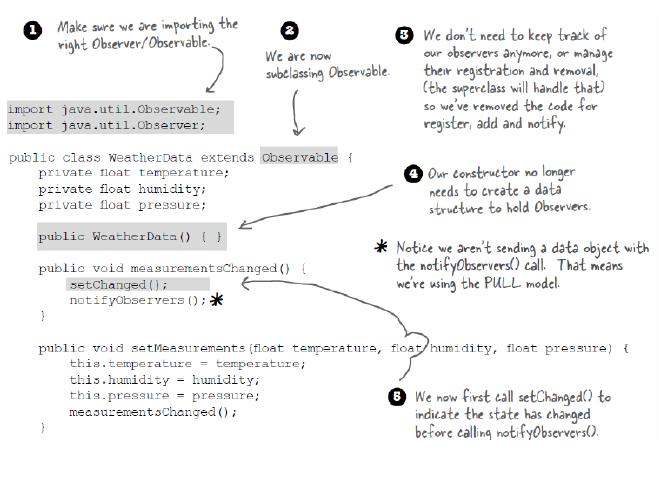 1 Make sure we are importing the
right Observer/Observable.
2
We are now
subclassing Observable.
3 We don't need to keep track of
our observers anymore, or manage
their registration and removal,
(the superclass will handle that)
so we've removed the code for
register, add and notify.
import java.util.Observable;
import java.util.Observer;
public class WeatherData extends Observable {
private float temperature;
private float humidity;
private float pressure;
4 Our constructor no longer
needs to create a data
structure to hold Observers.
public WeatherData() { }
* Notice we aren't sending a data object with
the notifyObservers() call. That means
we're using the PULL model.
public void measurementsChanged() {
setChanged();
notifyObservers();*
}
public void setMeasurements(float temperature, float humidity, float pressure) {
this.temperature = temperature;
this.humidity = humidity;
this.pressure = pressure;
measurementsChanged();
}
5 We now first call setChanged() to
indicate the state has changed
before calling notifyObservers().